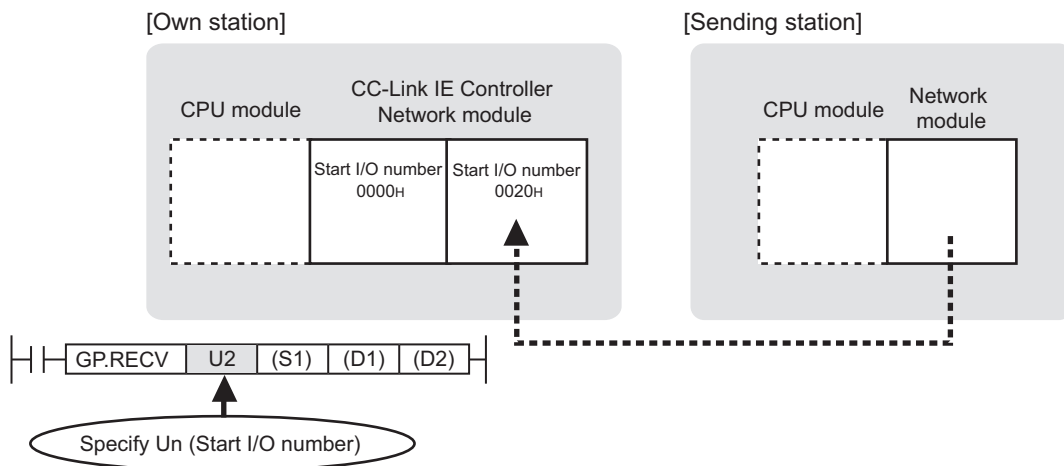 [Own station]
[Sending station]
CPU module
CC-Link IE Controller
Network module
CPU module
Network
module
Start I/O number
0000H
Start I/O number
0020H
GP.RECV U2 (S1) (D1) (D2)
Specify Un (Start I/O number)